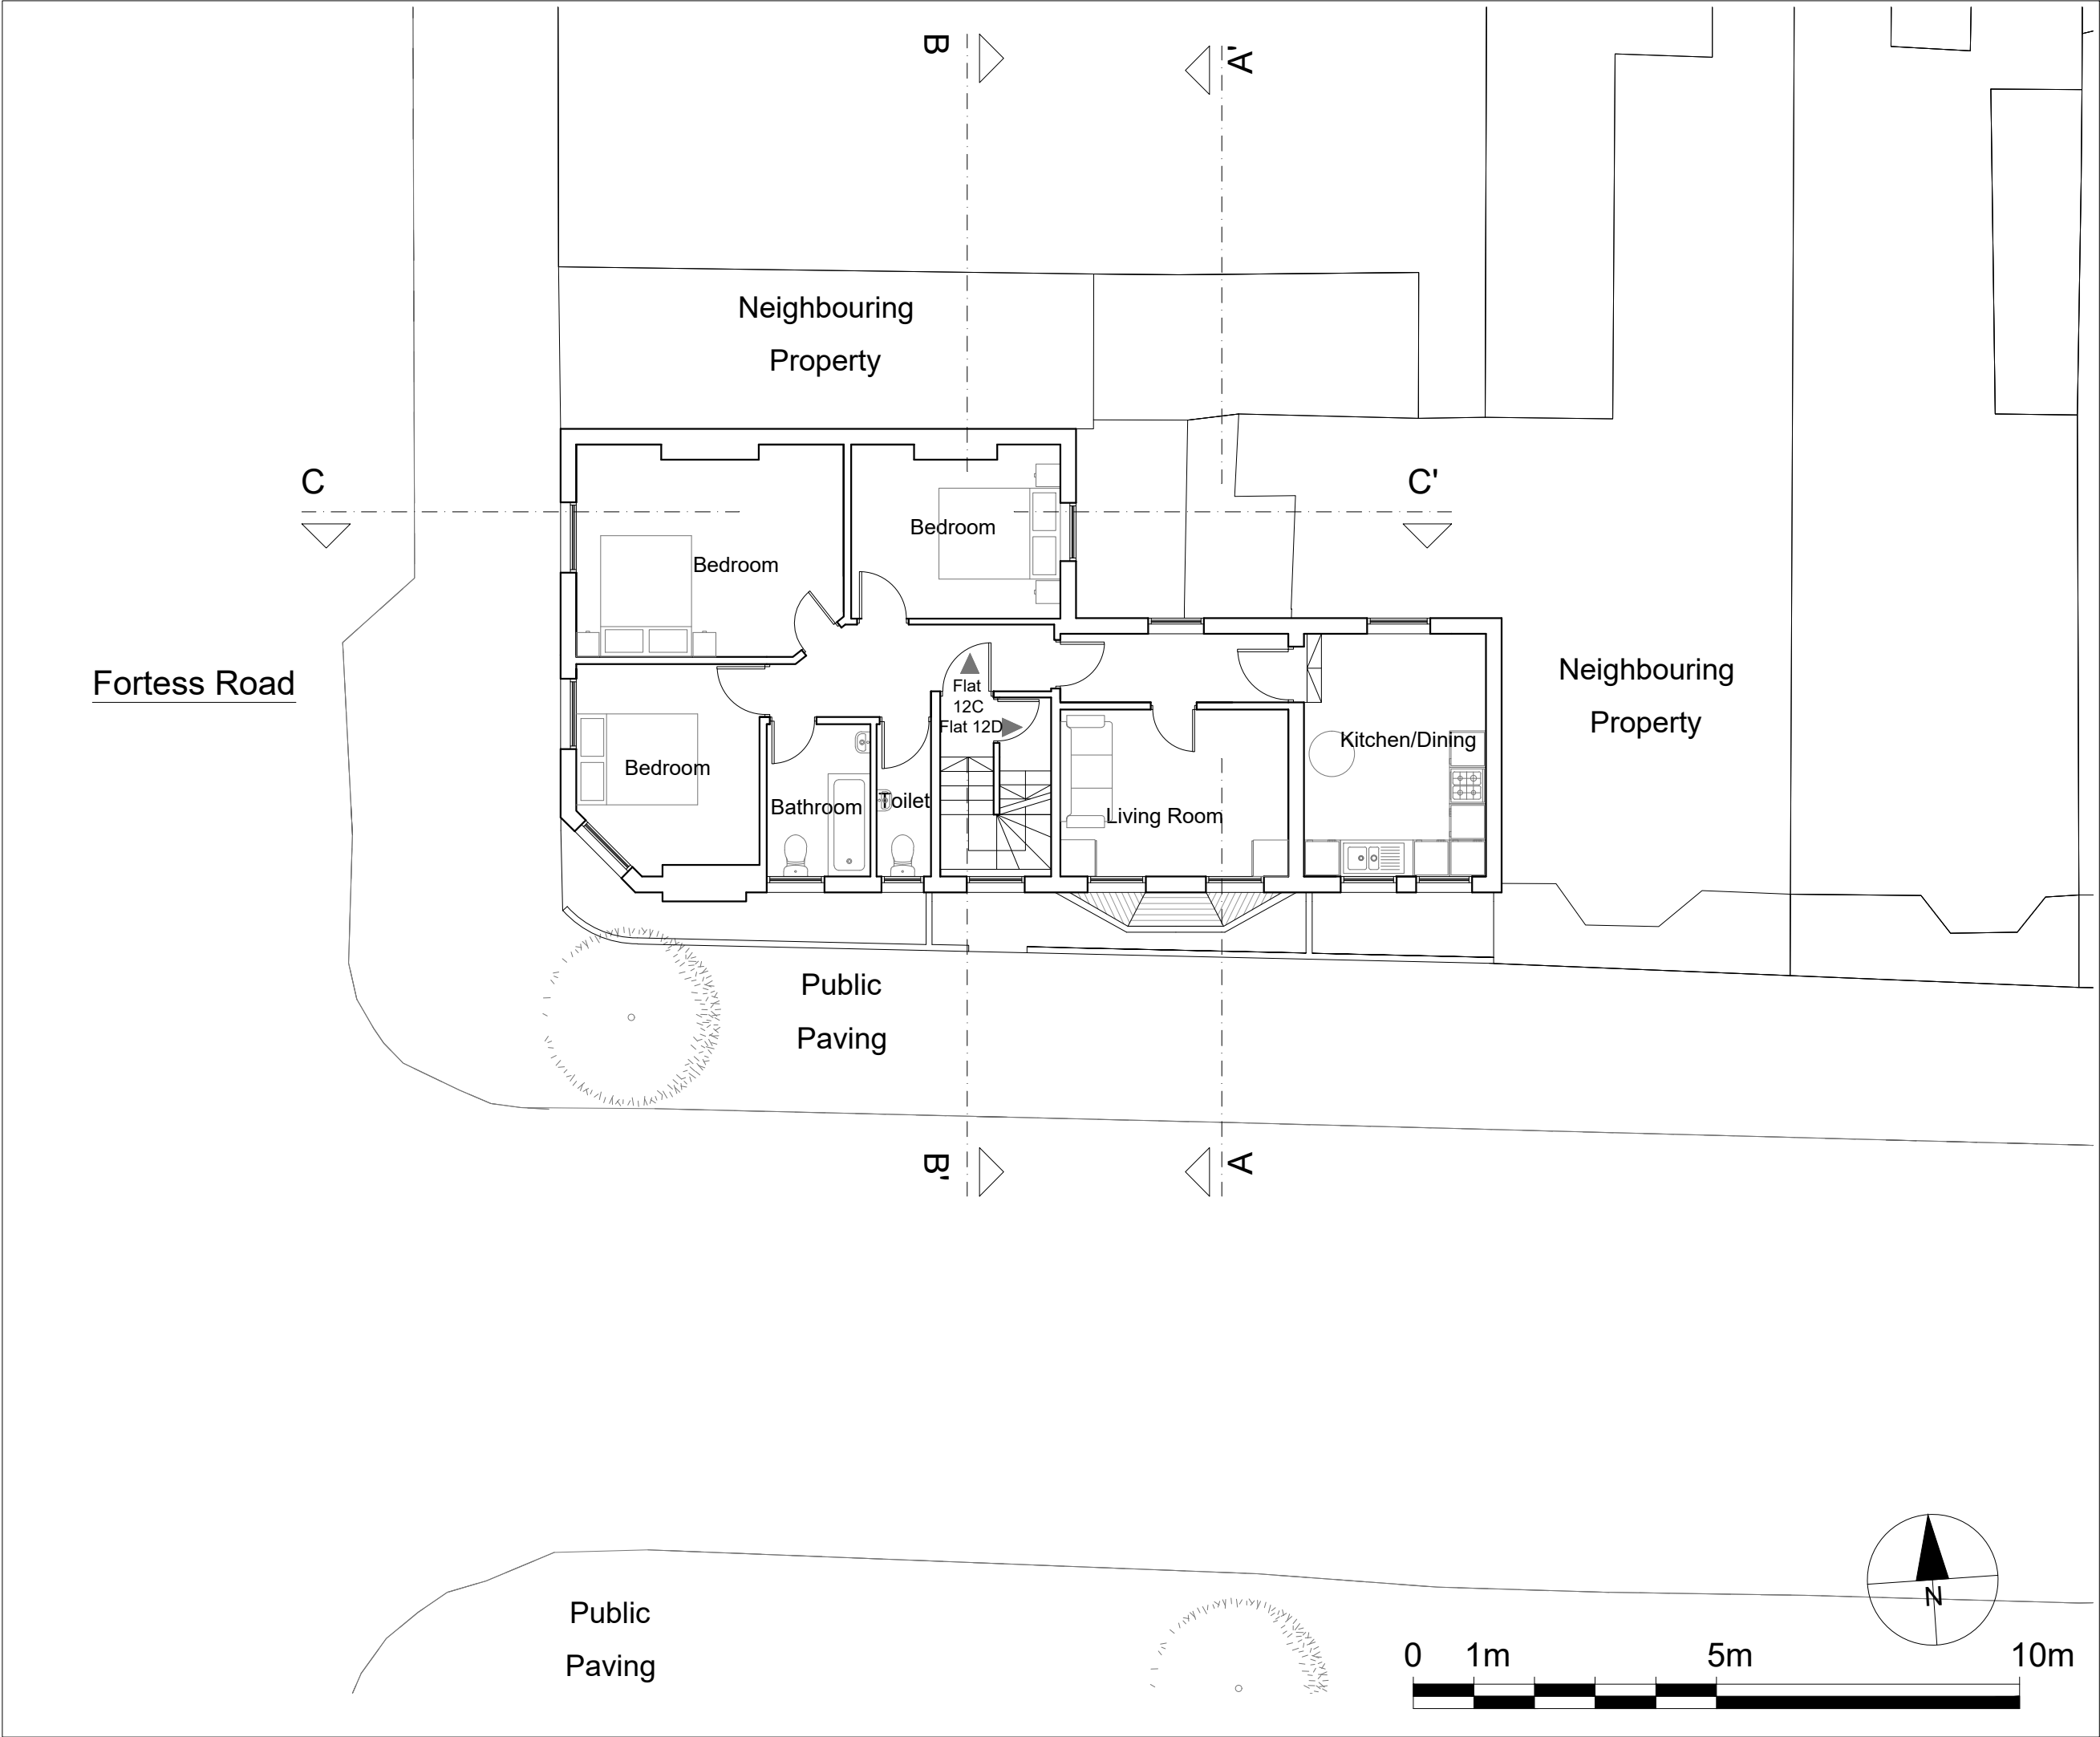 B
A'
Neighbouring
Property
C
C'
Bedroom
Bedroom
Fortess Road
Neighbouring
Property
Flat
12C
Flat 12D
Kitchen/Dining
Bedroom
Bathroom
Toilet
Living Room
Public
Paving
B'
A
N
Public
Paving
0 1m 5m 10m